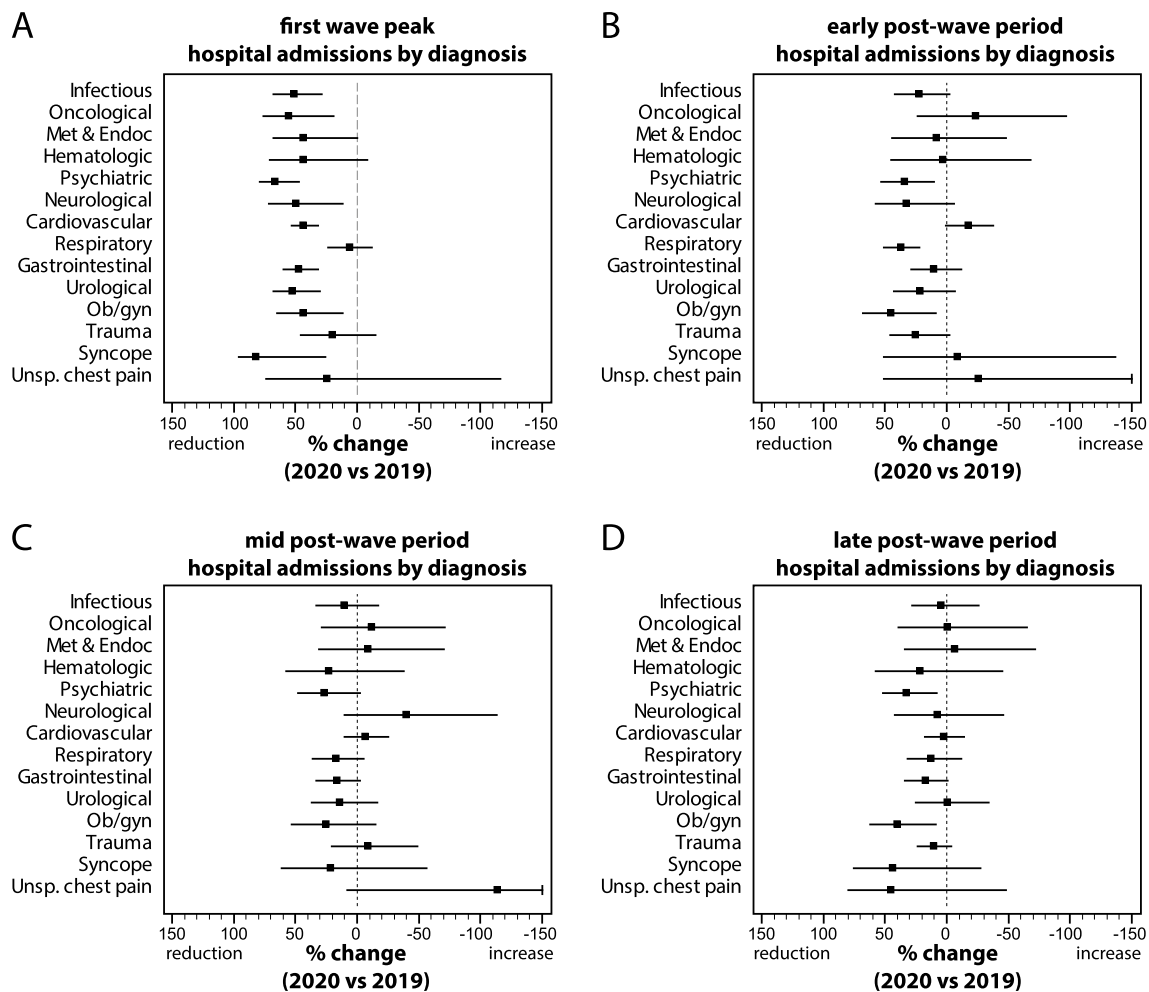 A
first wave peak
hospital admissions by diagnosis
Infectious
Oncological
Met & Endoc
Hematologic
Psychiatric
Neurological
Cardiovascular
Respiratory
Gastrointestinal
Urological
Ob/gyn
Trauma
Syncope
Unsp. chest pain
150 100 50 0 -50 -100 -150
reduction % change increase
(2020 vs 2019)
B
early post-wave period
hospital admissions by diagnosis
Infectious
Oncological
Met & Endoc
Hematologic
Psychiatric
Neurological
Cardiovascular
Respiratory
Gastrointestinal
Urological
Ob/gyn
Trauma
Syncope
Unsp. chest pain
150 100 50 0 -50 -100 -150
reduction % change increase
(2020 vs 2019)
C
mid post-wave period
hospital admissions by diagnosis
Infectious
Oncological
Met & Endoc
Hematologic
Psychiatric
Neurological
Cardiovascular
Respiratory
Gastrointestinal
Urological
Ob/gyn
Trauma
Syncope
Unsp. chest pain
150 100 50 0 -50 -100 -150
reduction % change increase
(2020 vs 2019)
D
late post-wave period
hospital admissions by diagnosis
Infectious
Oncological
Met & Endoc
Hematologic
Psychiatric
Neurological
Cardiovascular
Respiratory
Gastrointestinal
Urological
Ob/gyn
Trauma
Syncope
Unsp. chest pain
150 100 50 0 -50 -100 -150
reduction % change increase
(2020 vs 2019)